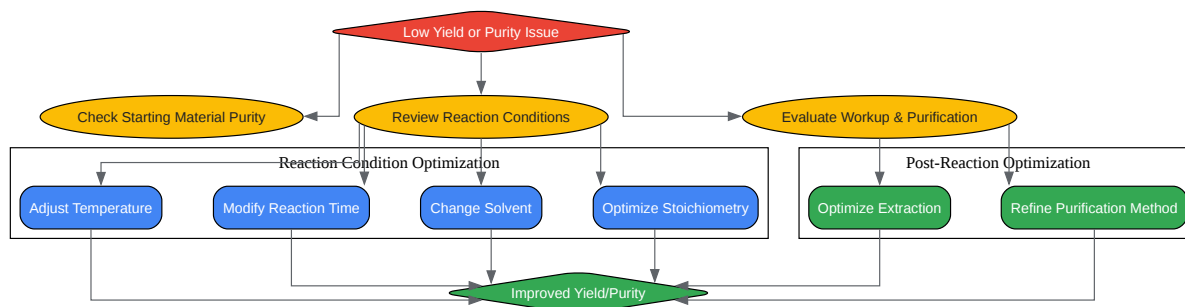 Low Yield or Purity Issue
Check Starting Material Purity
Review Reaction Conditions
Evaluate Workup & Purification
Reaction Condition Optimization
Post-Reaction Optimization
Adjust Temperature
Modify Reaction Time
Change Solvent
Optimize Stoichiometry
Optimize Extraction
Refine Purification Method
Improved Yield/Purity